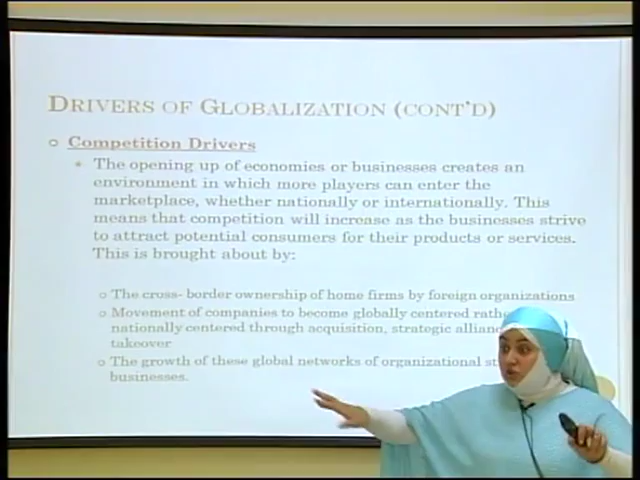 DRIVERS OF GLOBALIZATION (CONT'D)
Competition Drivers
The opening up of economies or businesses creates an
environment in which more players can enter the
marketplace, whether nationally or internationally. This
means that competition will increase as the businesses strive
to attract potential consumers for their products or services.
This is brought about by:
The cross- border ownership of home firms by foreign organizations
Movement of companies to become globally centered
nationally centered through acquisition, strategic
takeover
The growth of these global networks of organizational
businesses.